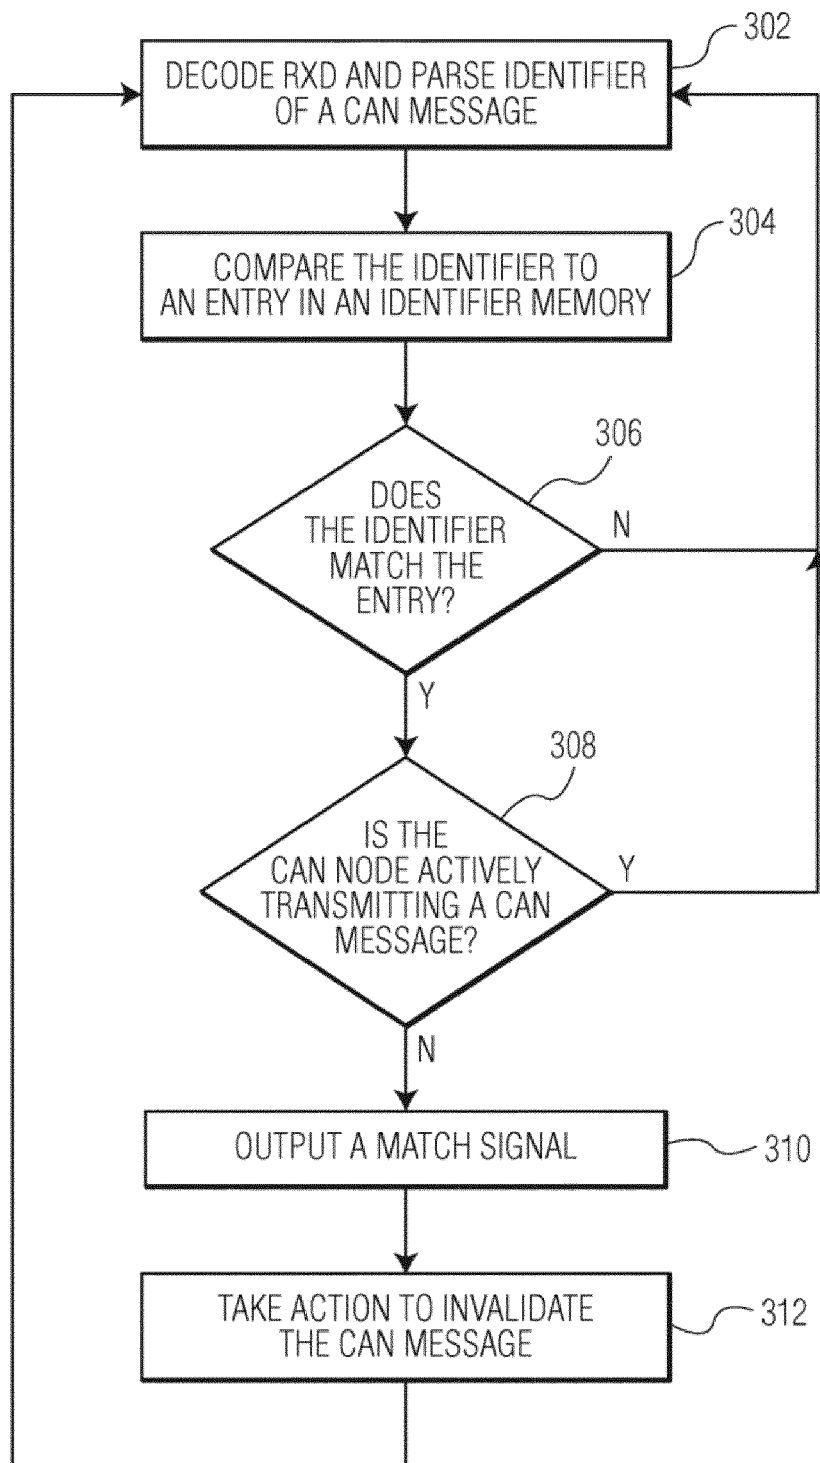 302
DECODE RXD AND PARSE IDENTIFIER
OF A CAN MESSAGE
304
COMPARE THE IDENTIFIER TO
AN ENTRY IN AN IDENTIFIER MEMORY
306
DOES
THE IDENTIFIER
MATCH THE
ENTRY?
N
Y
308
IS THE
CAN NODE ACTIVELY
TRANSMITTING A CAN
MESSAGE?
Y
N
OUTPUT A MATCH SIGNAL
310
TAKE ACTION TO INVALIDATE
THE CAN MESSAGE
312